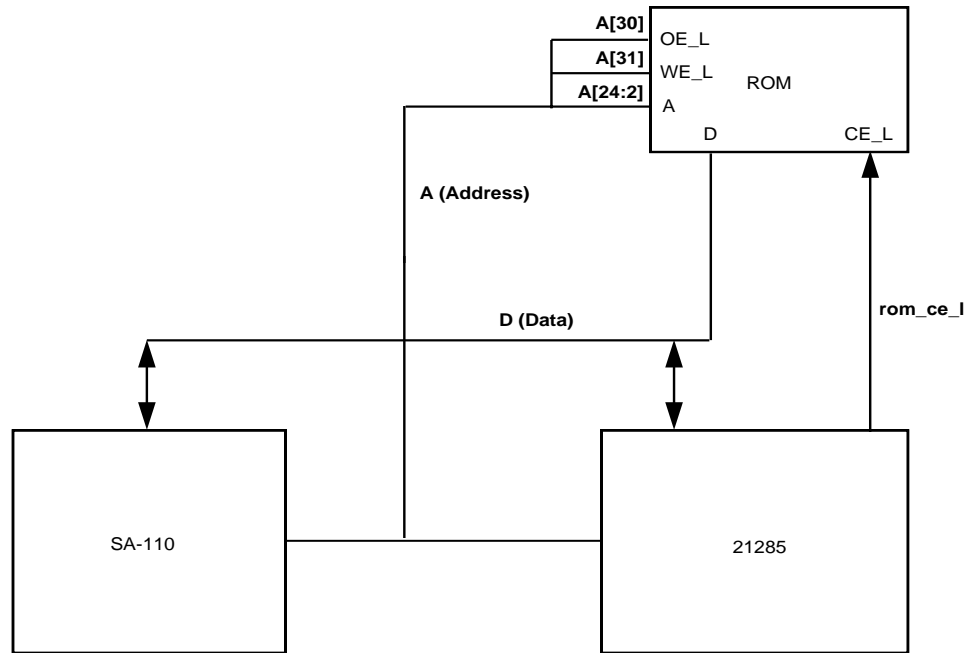 A[30]
OE_L
A[31]
WE_L
ROM
A[24:2]
A
D
CE_L
A (Address)
rom_ce_l
D (Data)
SA-110
21285